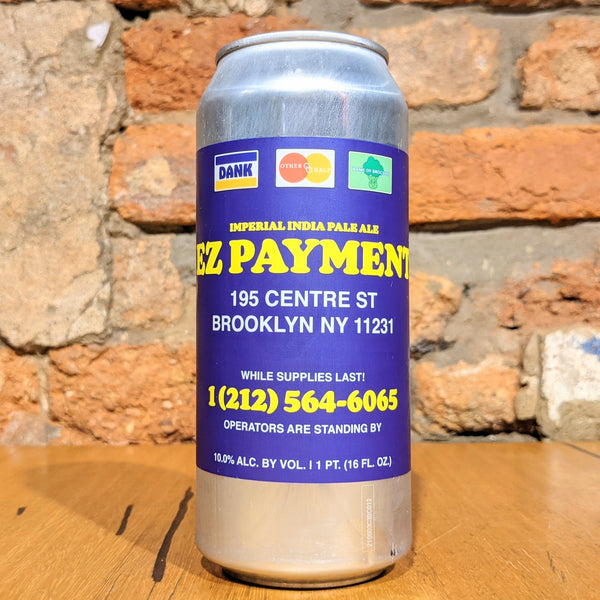 DANK
OTHER HALF
IMPERIAL INDIA PALE ALE
EZ PAYMENT
195 CENTRE ST
BROOKLYN NY 11231
WHILE SUPPLIES LAST!
1 (212) 564-6065
OPERATORS ARE STANDING BY
10.0% ALC. BY VOL. | 1 PT. (16 FL. OZ.)